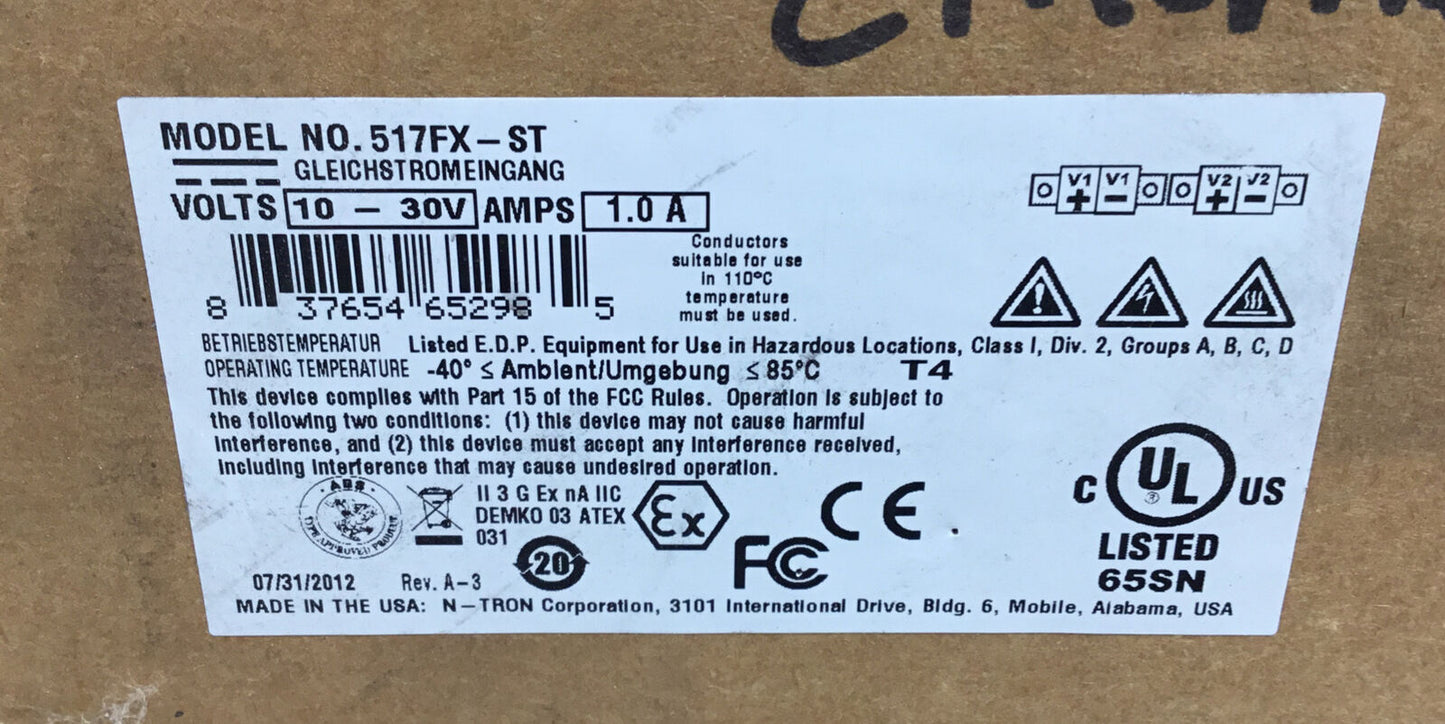 MODEL NO. 517FX-ST
GLEICHSTROMEINGANG
VOLTS 10 - 30V AMPS 1.0 A
V1 V1 V2 V2
+ - + -
Conductors
suitable for use
in 110°C
temperature
must be used.
8 37654 65298 5
BETRIEBSTEMPERATUR Listed E.D.P. Equipment for Use in Hazardous Locations, Class I, Div. 2, Groups A, B, C, D
OPERATING TEMPERATURE -40° ≤ Ambient/Umgebung ≤ 85°C T4
This device complies with Part 15 of the FCC Rules. Operation is subject to
the following two conditions: (1) this device may not cause harmful
interference, and (2) this device must accept any interference received,
including interference that may cause undesired operation.
ABS
TYPE APPROVED PRODUCT
II 3 G Ex nA IIC
DEMKO 03 ATEX
031
Ex
CE
FC
20
C UL US
LISTED
65SN
07/31/2012 Rev. A-3
MADE IN THE USA: N-TRON Corporation, 3101 International Drive, Bldg. 6, Mobile, Alabama, USA